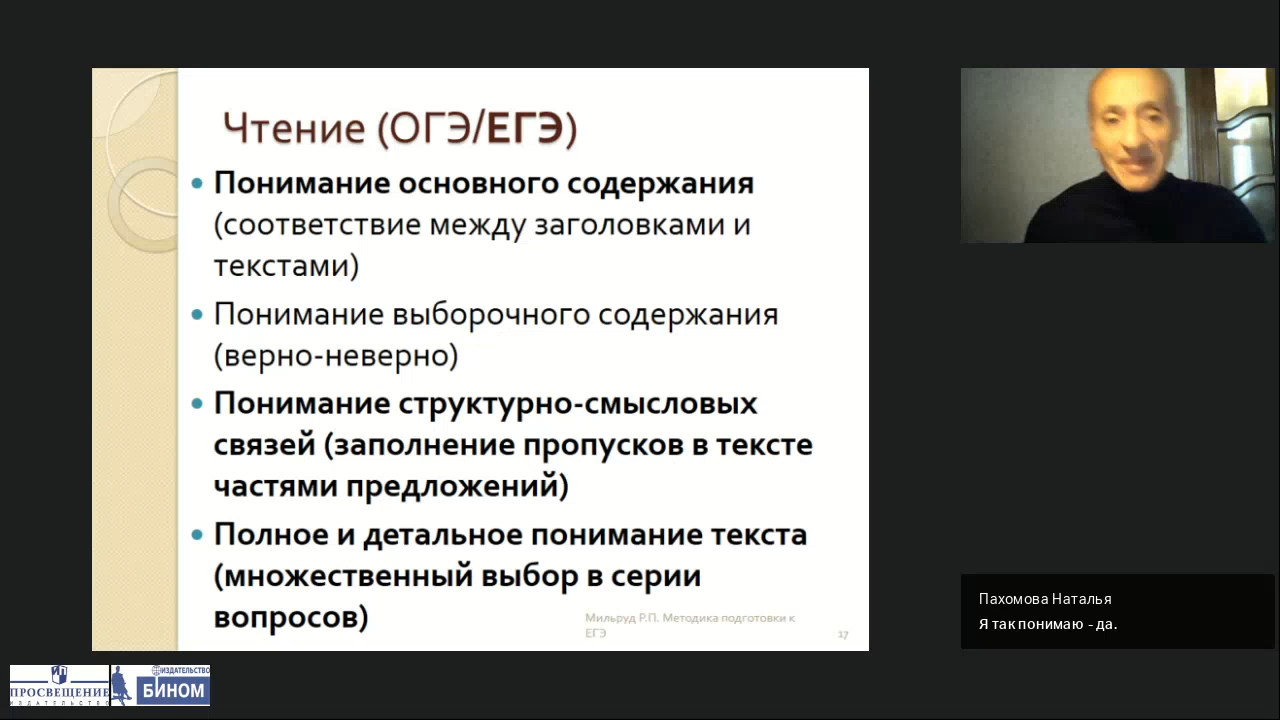 Чтение (ОГЭ/ЕГЭ)
Понимание основного содержания
(соответствие между заголовками и
текстами)
Понимание выборочного содержания
(верно-неверно)
Понимание структурно-смысловых
связей (заполнение пропусков в тексте
частями предложений)
Полное и детальное понимание текста
(множественный выбор в серии
вопросов)
Мильруд Р.П. Методика подготовки к
ЕГЭ
17
Пахомова Наталья
Я так понимаю - да.
ПРОСВЕЩЕНИЕ
ИЗДАТЕЛЬСТВО
ИЗДАТЕЛЬСТВО
БИНОМ